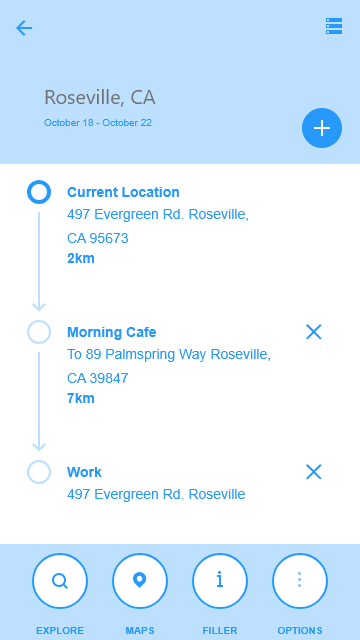 Roseville, CA
October 18 - October 22
Current Location
497 Evergreen Rd. Roseville,
CA 95673
2km
Morning Cafe
To 89 Palmspring Way Roseville,
CA 39847
7km
Work
497 Evergreen Rd. Roseville
EXPLORE
MAPS
FILLER
OPTIONS